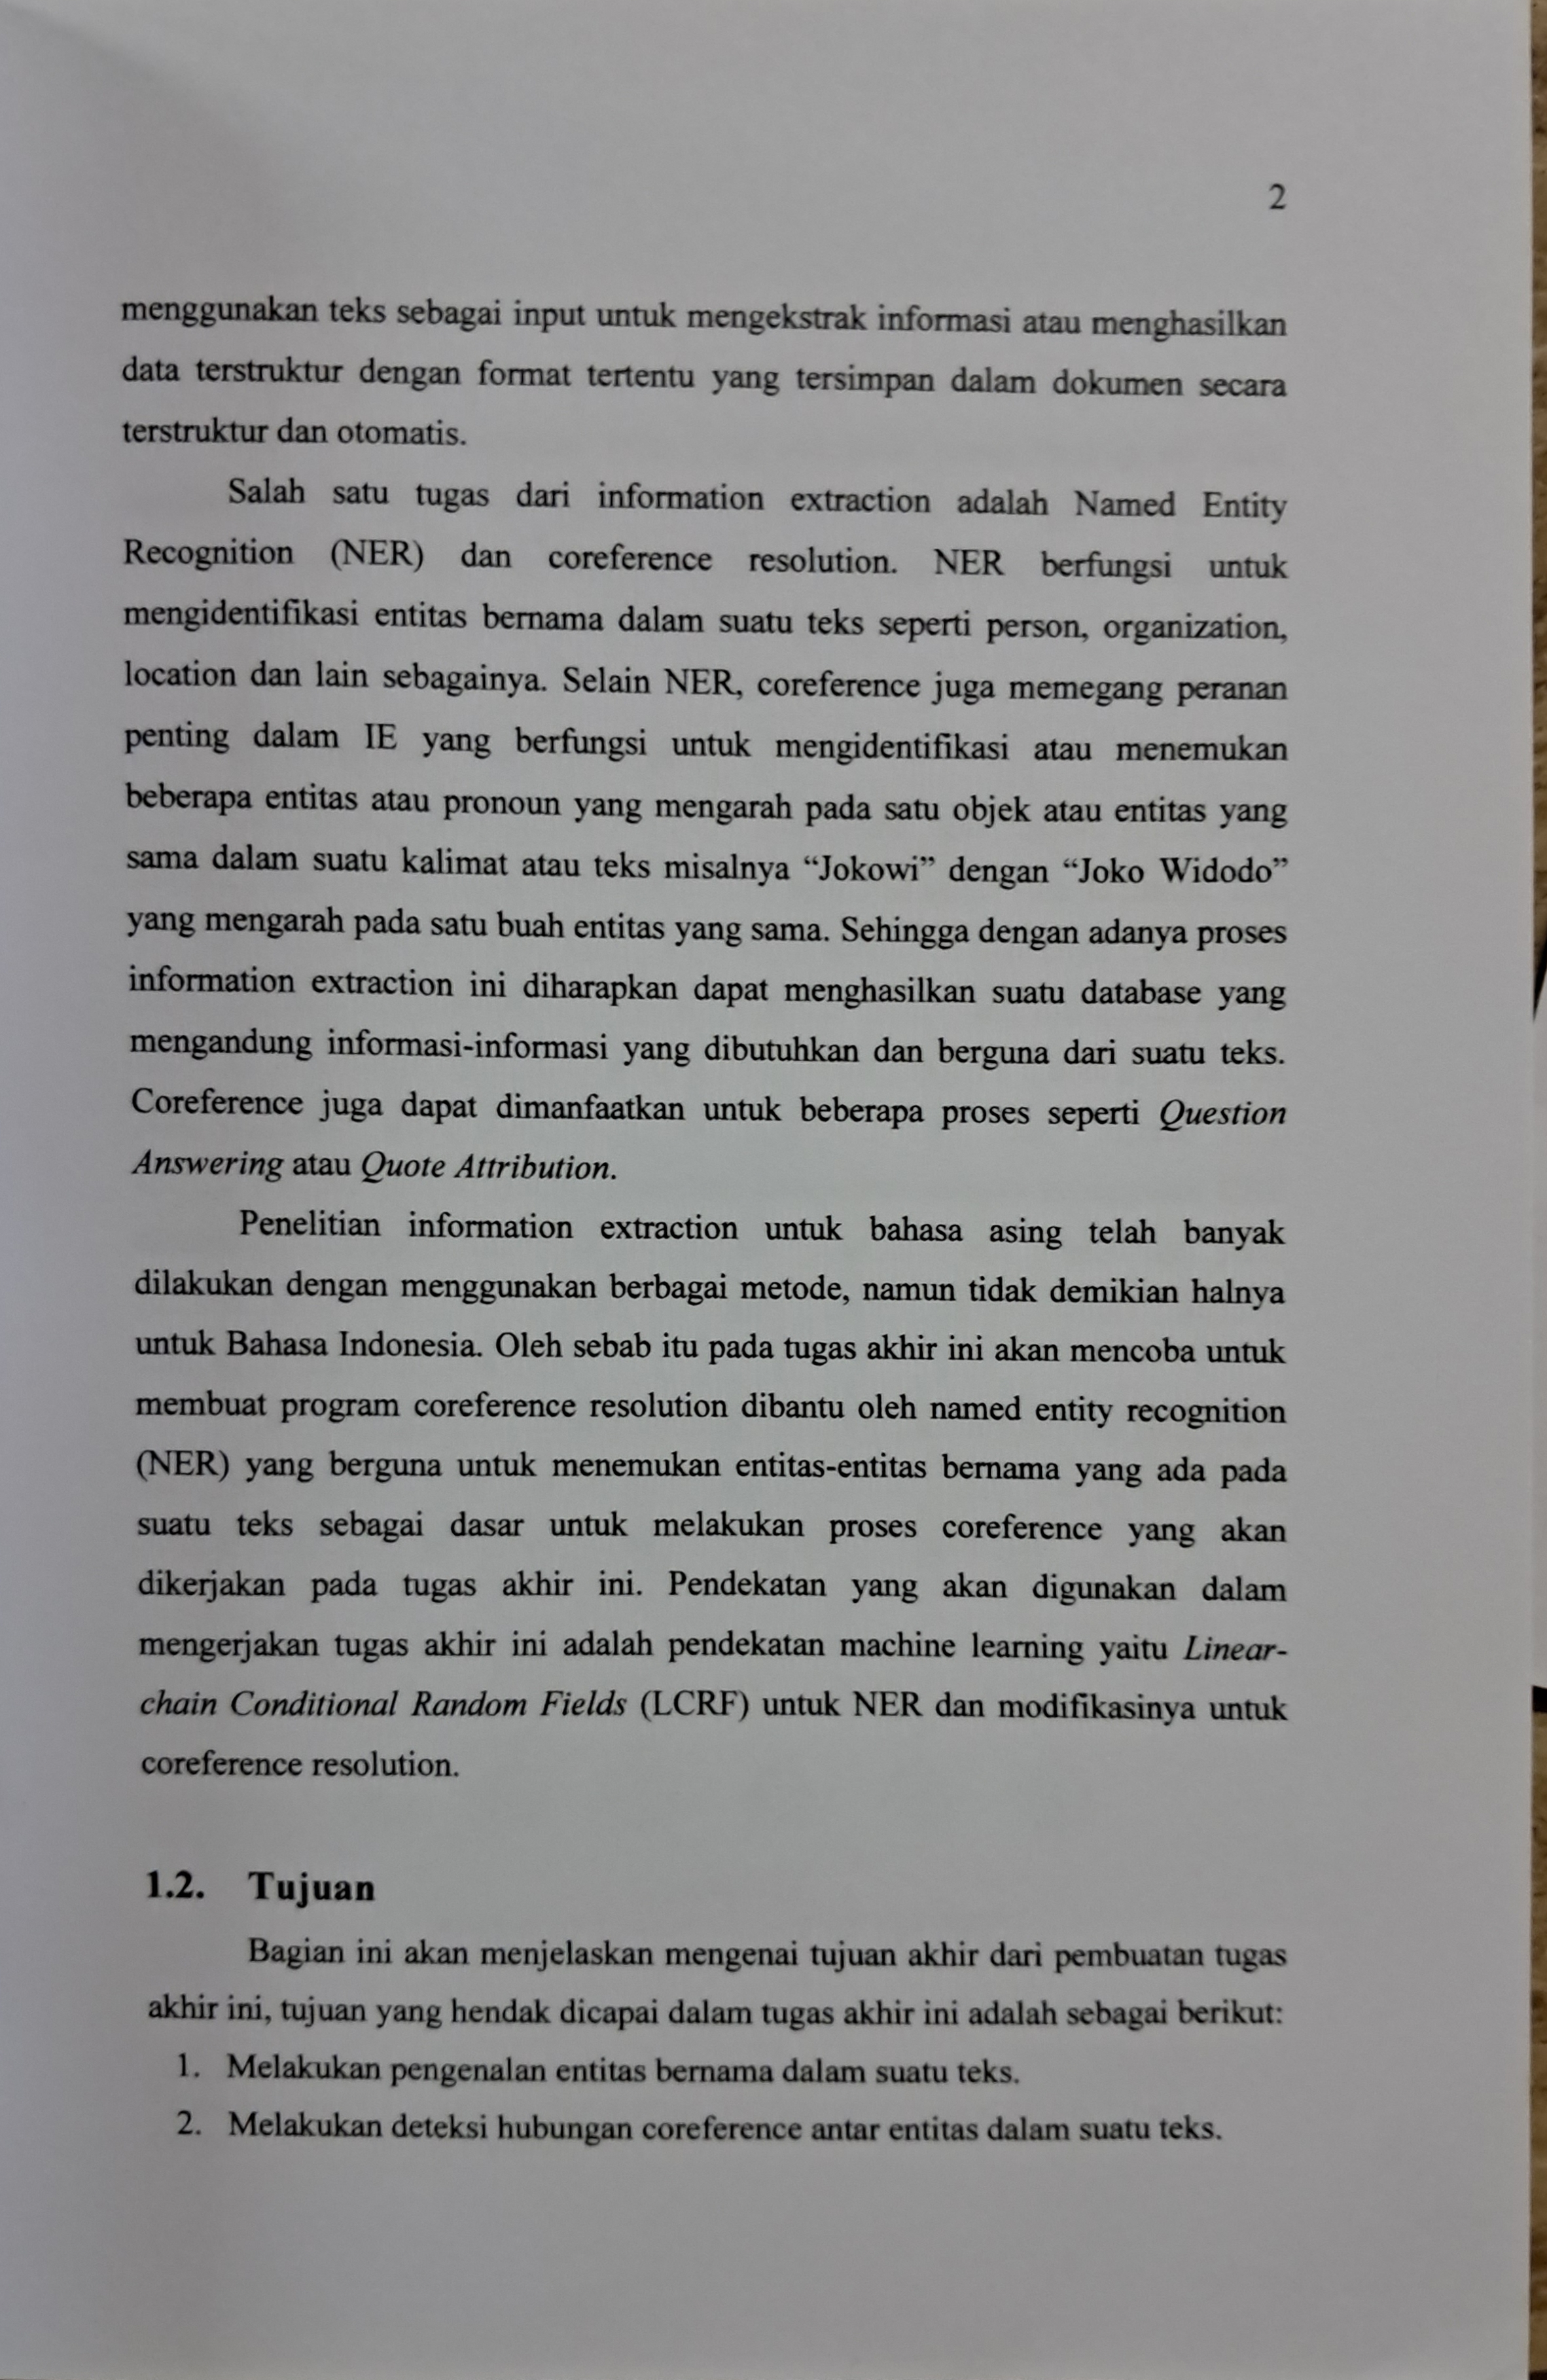 2
menggunakan teks sebagai input untuk mengekstrak informasi atau menghasilkan
data terstruktur dengan format tertentu yang tersimpan dalam dokumen secara
terstruktur dan otomatis.
Salah satu tugas dari information extraction adalah Named Entity
Recognition (NER) dan coreference resolution. NER berfungsi untuk
mengidentifikasi entitas bernama dalam suatu teks seperti person, organization,
location dan lain sebagainya. Selain NER, coreference juga memegang peranan
penting dalam IE yang berfungsi untuk mengidentifikasi atau menemukan
beberapa entitas atau pronoun yang mengarah pada satu objek atau entitas yang
sama dalam suatu kalimat atau teks misalnya “Jokowi” dengan “Joko Widodo”
yang mengarah pada satu buah entitas yang sama. Sehingga dengan adanya proses
information extraction ini diharapkan dapat menghasilkan suatu database yang
mengandung informasi-informasi yang dibutuhkan dan berguna dari suatu teks.
Coreference juga dapat dimanfaatkan untuk beberapa proses seperti Question
Answering atau Quote Attribution.
Penelitian information extraction untuk bahasa asing telah banyak
dilakukan dengan menggunakan berbagai metode, namun tidak demikian halnya
untuk Bahasa Indonesia. Oleh sebab itu pada tugas akhir ini akan mencoba untuk
membuat program coreference resolution dibantu oleh named entity recognition
(NER) yang berguna untuk menemukan entitas-entitas bernama yang ada pada
suatu teks sebagai dasar untuk melakukan proses coreference yang akan
dikerjakan pada tugas akhir ini. Pendekatan yang akan digunakan dalam
mengerjakan tugas akhir ini adalah pendekatan machine learning yaitu Linear-
chain Conditional Random Fields (LCRF) untuk NER dan modifikasinya untuk
coreference resolution.
1.2. Tujuan
Bagian ini akan menjelaskan mengenai tujuan akhir dari pembuatan tugas
akhir ini, tujuan yang hendak dicapai dalam tugas akhir ini adalah sebagai berikut:
1. Melakukan pengenalan entitas bernama dalam suatu teks.
2. Melakukan deteksi hubungan coreference antar entitas dalam suatu teks.